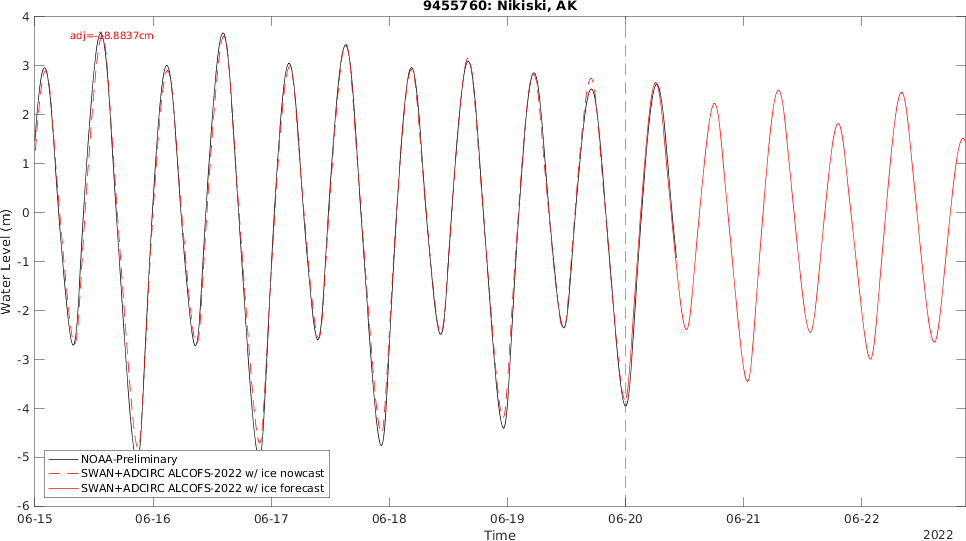 9455760: Nikiski, AK
adj=-18.8837cm
Water Level (m)
4
3
2
1
0
-1
-2
-3
-4
-5
-6
NOAA-Preliminary
SWAN+ADCIRC ALCOFS-2022 w/ ice nowcast
SWAN+ADCIRC ALCOFS-2022 w/ ice forecast
06-15 06-16 06-17 06-18 06-19 06-20 06-21 06-22
Time
2022